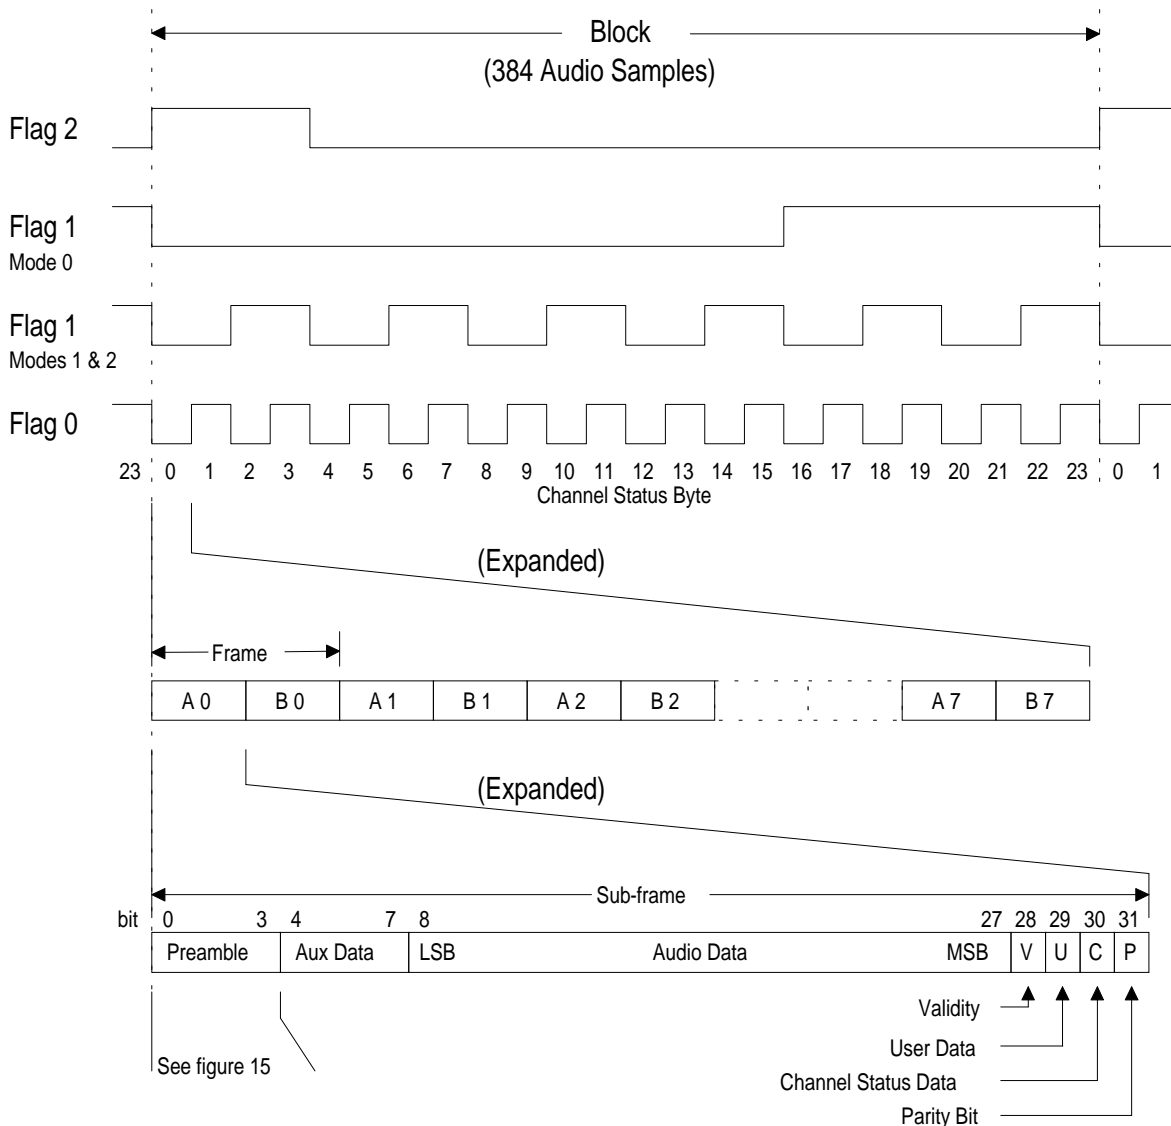 Block
(384 Audio Samples)
Flag 2
Flag 1
Mode 0
Flag 1
Modes 1 & 2
Flag 0
23 0 1 2 3 4 5 6 7 8 9 10 11 12 13 14 15 16 17 18 19 20 21 22 23 0 1
Channel Status Byte
(Expanded)
Frame
A 0 B 0 A 1 B 1 A 2 B 2 A 7 B 7
(Expanded)
Sub-frame
bit 0 3 4 7 8 27 28 29 30 31
Preamble Aux Data LSB Audio Data MSB V U C P
Validity
User Data
See figure 15
Channel Status Data
Parity Bit